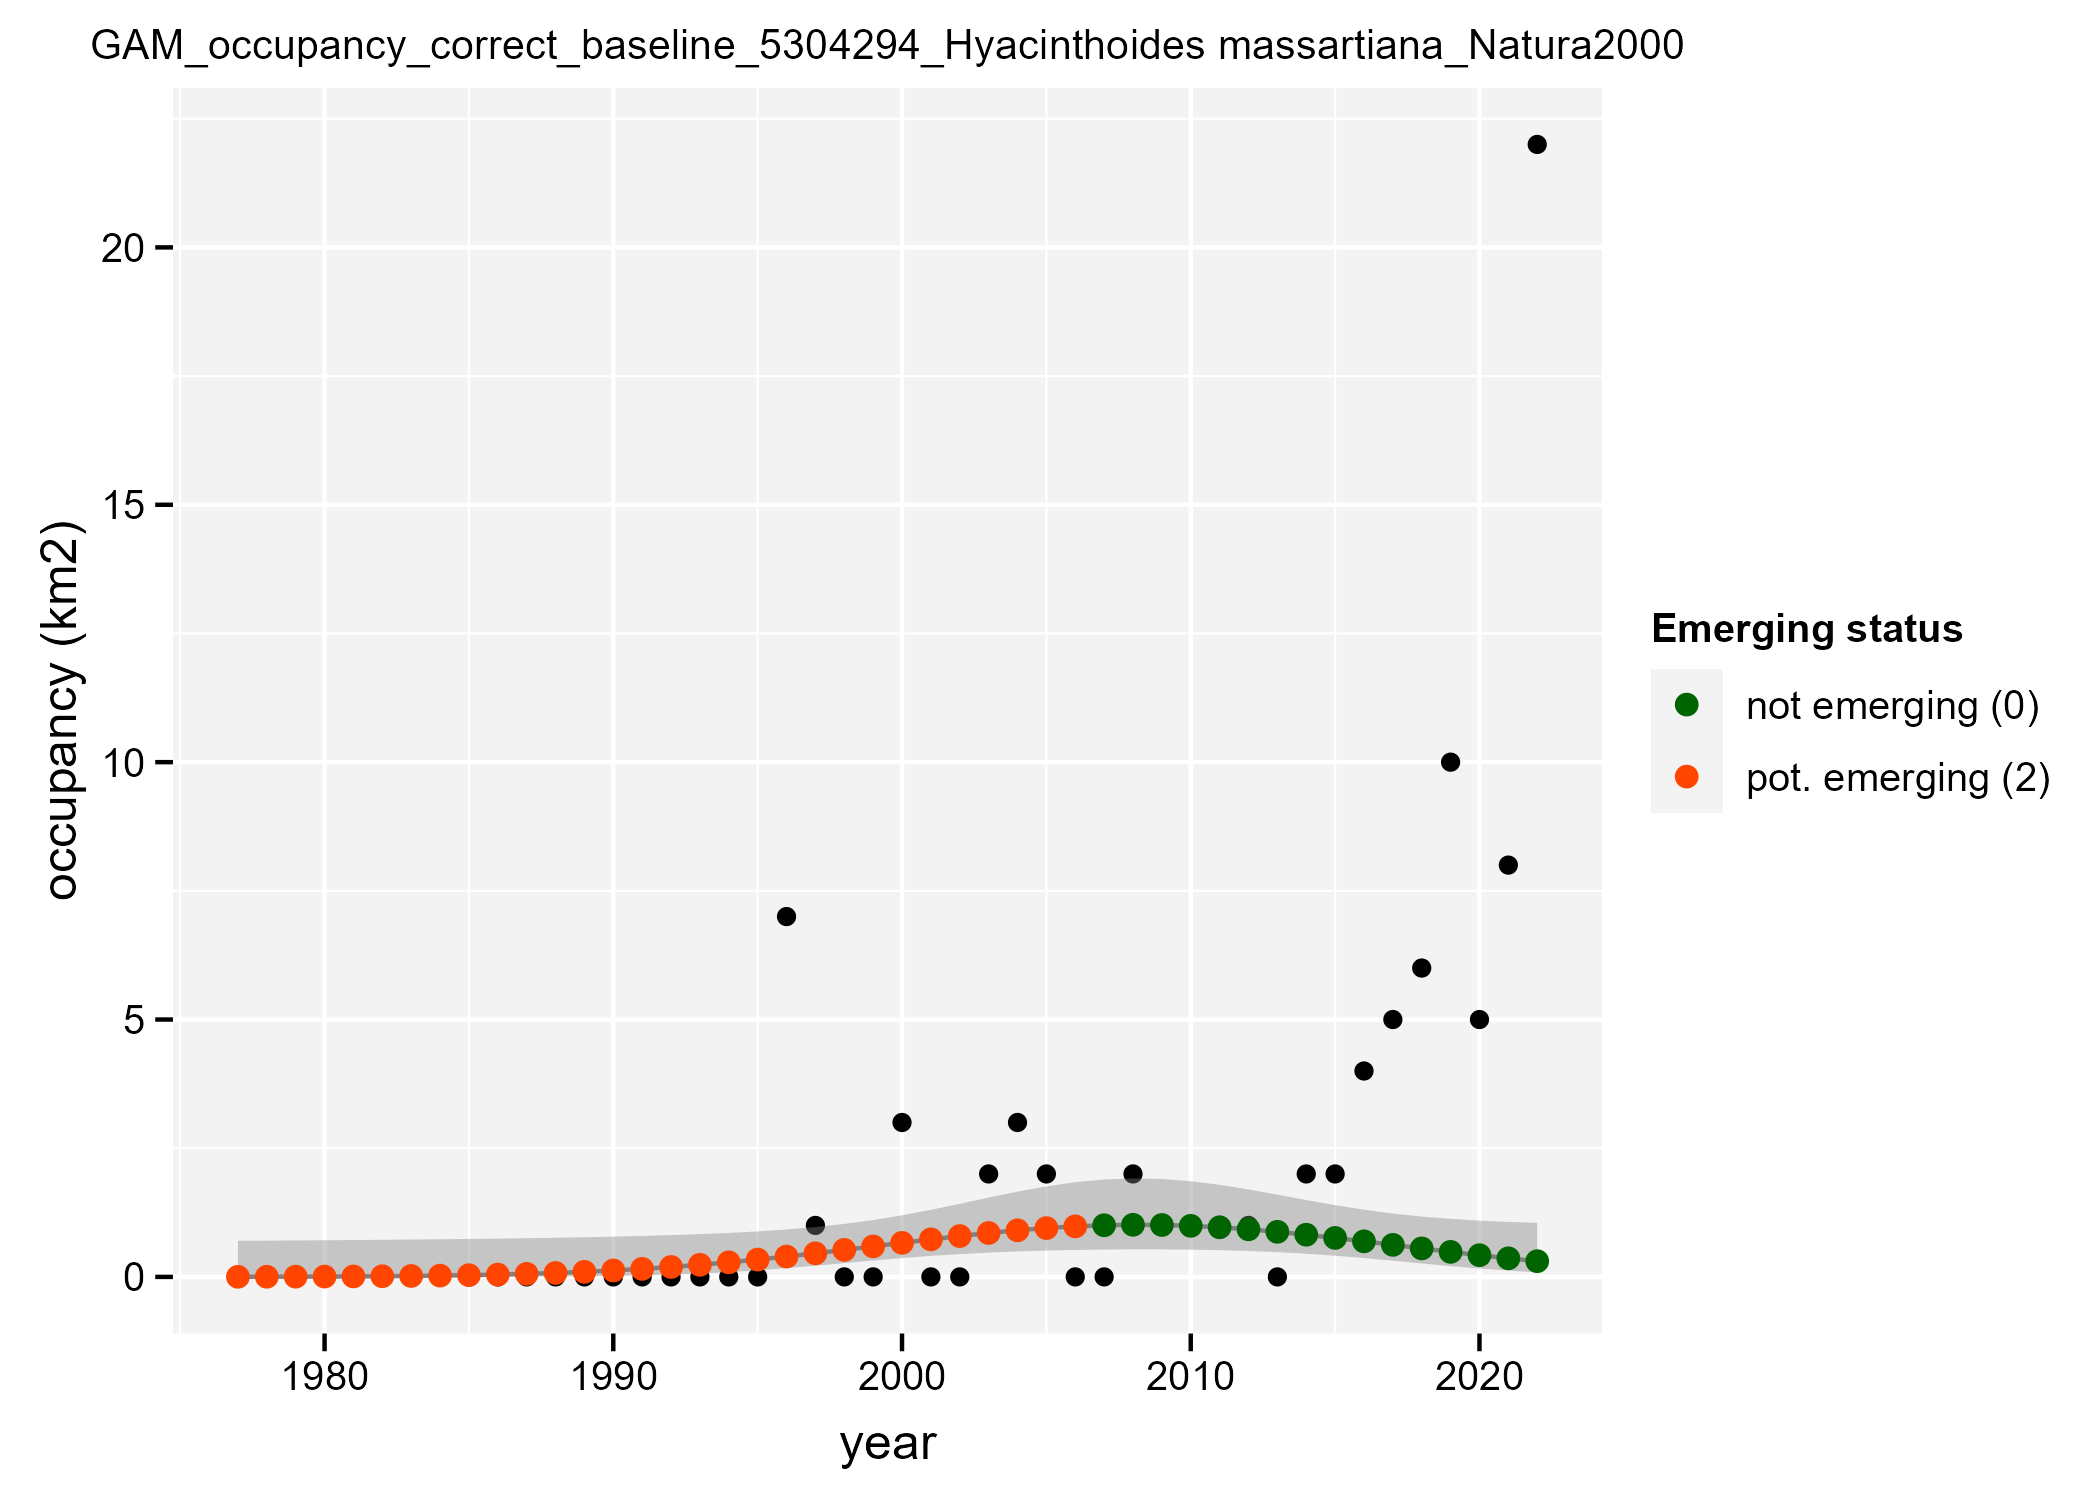 GAM_occupancy_correct_baseline_5304294_Hyacinthoides massartiana_Natura2000
20
15
10
5
0
occupancy (km2)
1980 1990 2000 2010 2020
year
Emerging status
not emerging (0)
pot. emerging (2)